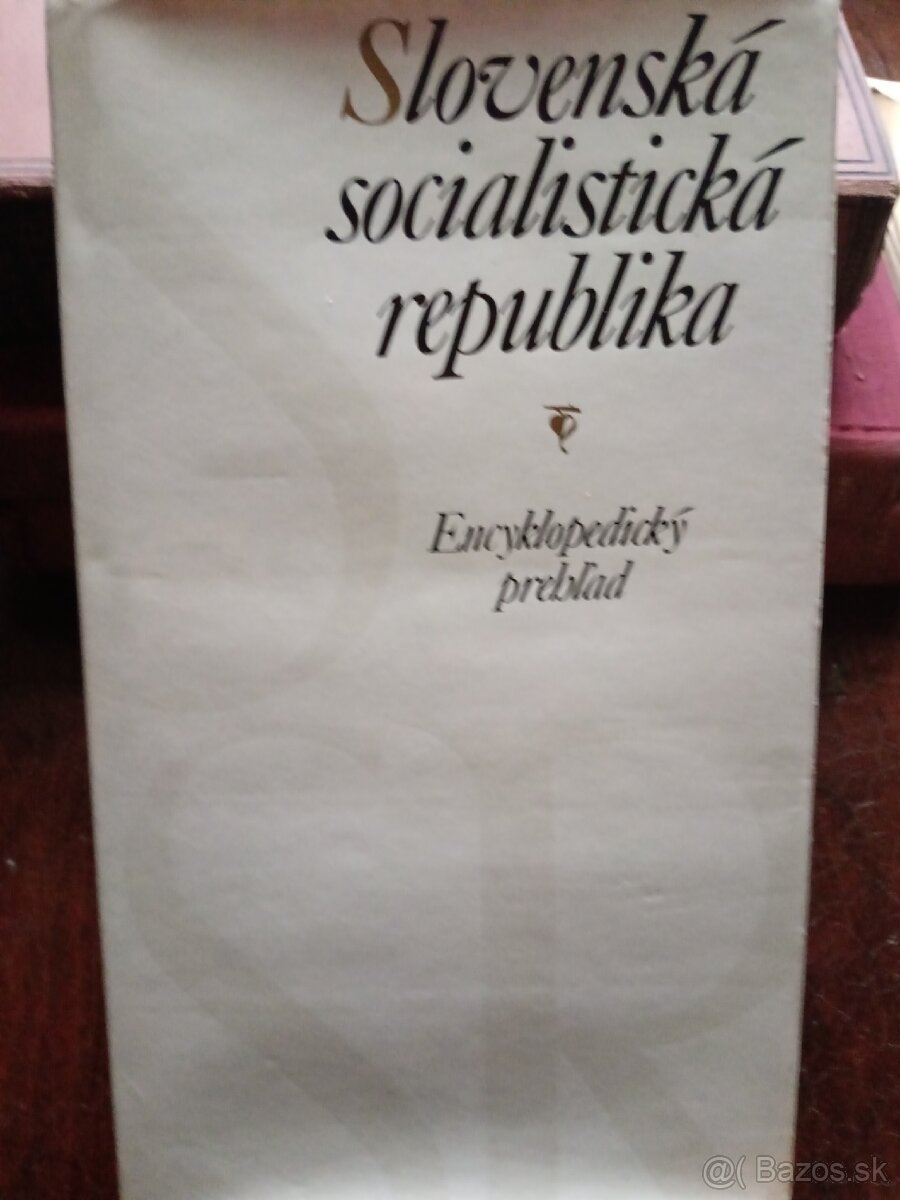 Slovenská
socialistická
republika
Encyklopedický
prehľad
@( Bazos.sk